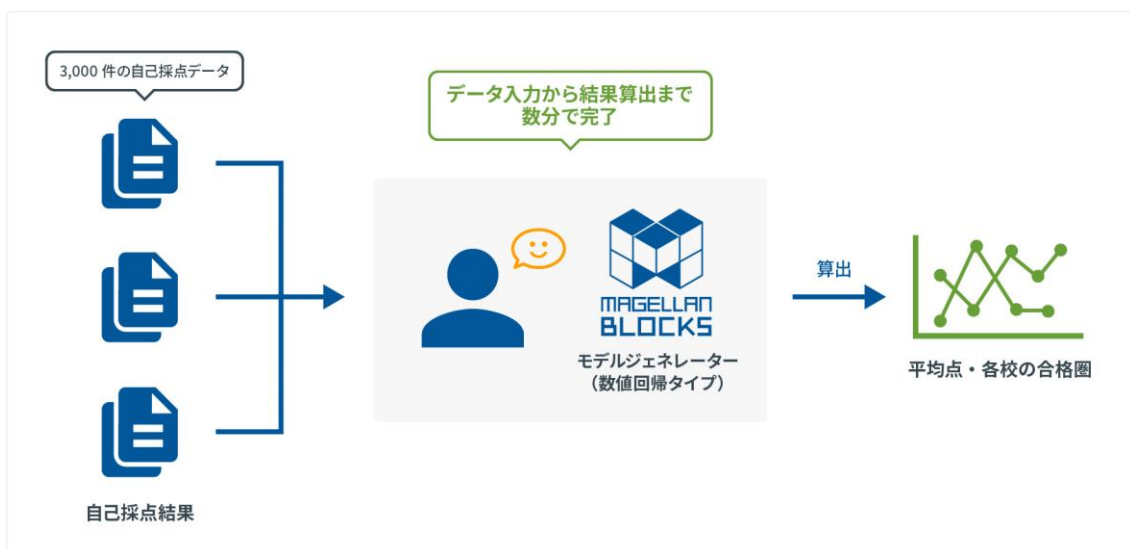 3,000 件の自己採点データ
データ入力から結果算出まで
数分で完了
MAGELLAN
BLOCKS
モデルジェネレーター
（数値回帰タイプ）
算出
平均点・各校の合格圏
自己採点結果